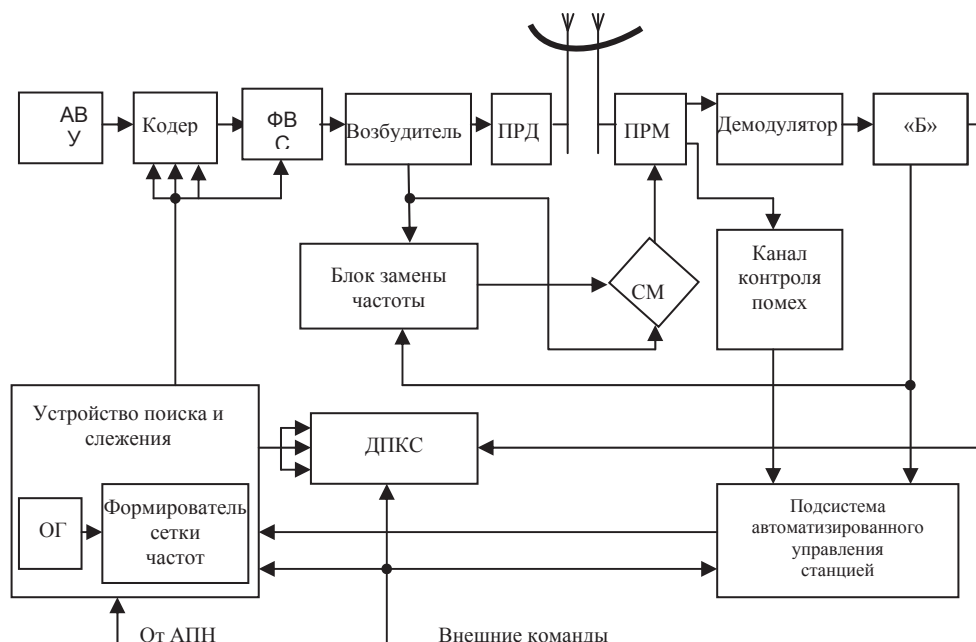 АВ
У
Кодер
ФВ
С
Возбудитель
ПРД
ПРМ
Демодулятор
«Б»
Блок замены
частоты
СМ
Канал
контроля
помех
Устройство поиска и
слежения
ДПКС
ОГ
Формирователь
сетки
частот
Подсистема
автоматизированного
управления
станцией
От АПН
Внешние команды